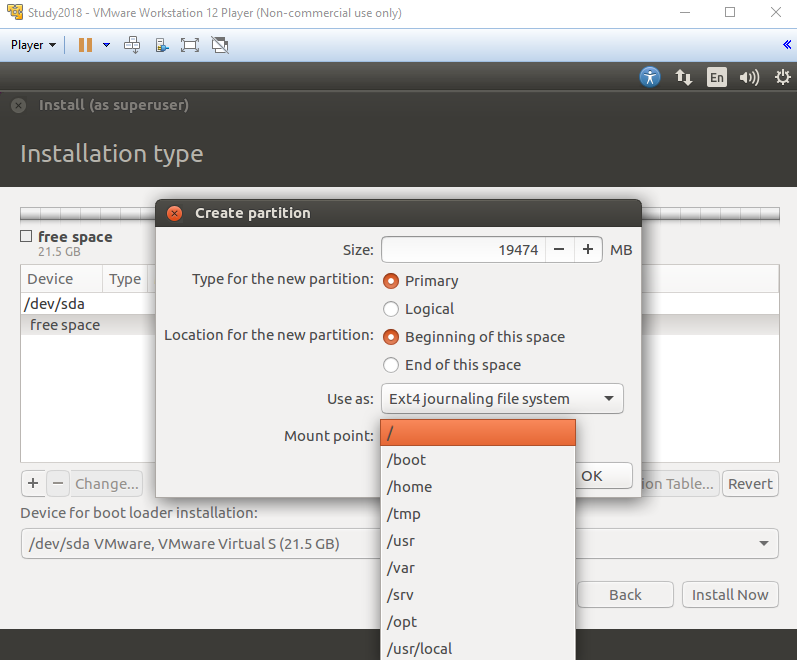 Study2018 - VMware Workstation 12 Player (Non-commercial use only)
Player
En
Install (as superuser)
Installation type
Create partition
free space
21.5 GB
Size: 19474 MB
Device Type
Type for the new partition: Primary
/dev/sda
Logical
free space
Location for the new partition: Beginning of this space
End of this space
Use as: Ext4 journaling file system
Mount point: /
/boot
+ − Change... OK ion Table... Revert
/home
Device for boot loader installation:
/tmp
/dev/sda VMware, VMware Virtual S (21.5 GB)
/usr
/var
/srv
Back Install Now
/opt
/usr/local